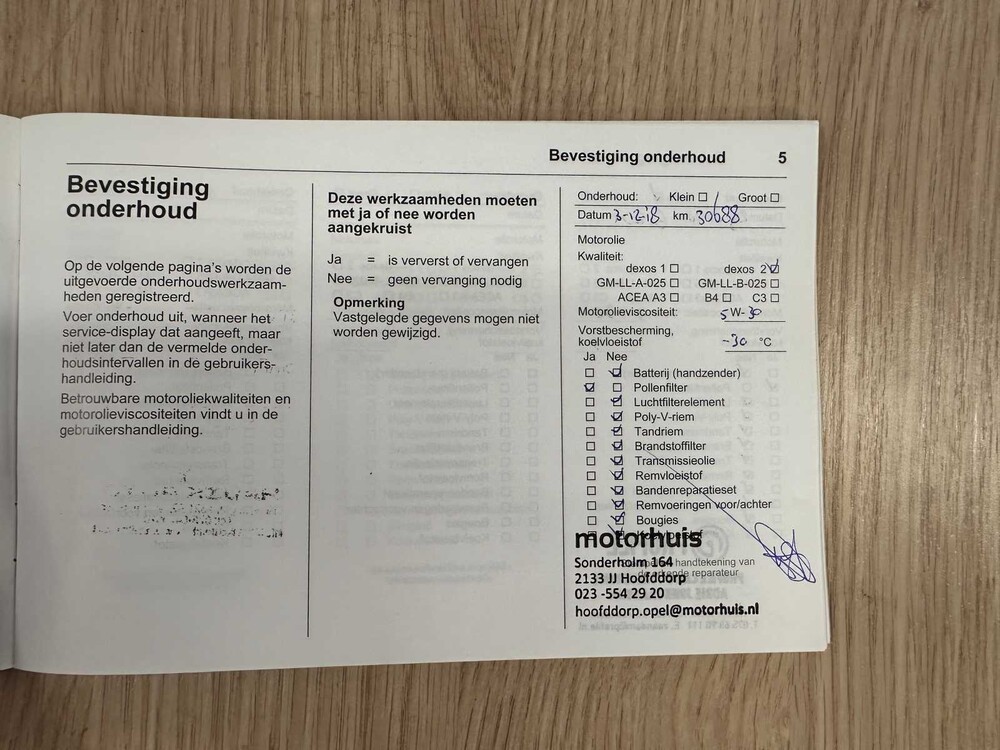 Bevestiging onderhoud 5
Bevestiging
onderhoud
Op de volgende pagina's worden de
uitgevoerde onderhoudswerkzaam-
heden geregistreerd.
Voer onderhoud uit, wanneer het
service-display dat aangeeft, maar
niet later dan de vermelde onder-
houdsintervallen in de gebruikers-
handleiding.
Betrouwbare motoroliekwaliteiten en
motorolieviscositeiten vindt u in de
gebruikershandleiding.
Deze werkzaamheden moeten
met ja of nee worden
aangekruist
Ja = is ververst of vervangen
Nee = geen vervanging nodig
Opmerking
Vastgelegde gegevens mogen niet
worden gewijzigd.
Onderhoud: Klein ☐ Groot ☐
Datum 3-12-18 km 30688
Motorolie
Kwaliteit:
dexos 1 ☐ dexos 2 ☑
GM-LL-A-025 ☐ GM-LL-B-025 ☐
ACEA A3 ☐ B4 ☐ C3 ☐
Motorolieviscositeit: 5W-30
Vorstbescherming,
koelvloeistof -30 °C
Ja Nee
☐ ☑ Batterij (handzender)
☑ ☐ Pollenfilter
☐ ☑ Luchtfilterelement
☐ ☑ Poly-V-riem
☐ ☑ Tandriem
☐ ☑ Brandstoffilter
☐ ☑ Transmissieolie
☐ ☑ Remvloeistof
☐ ☑ Bandenreparatieset
☐ ☑ Remvoeringen voor/achter
☐ ☑ Bougies
motorhuis
Sonderholm 164
handtekening van
2133 JJ Hoofddorp
de erkende reparateur
023 -554 29 20
hoofddorp.opel@motorhuis.nl